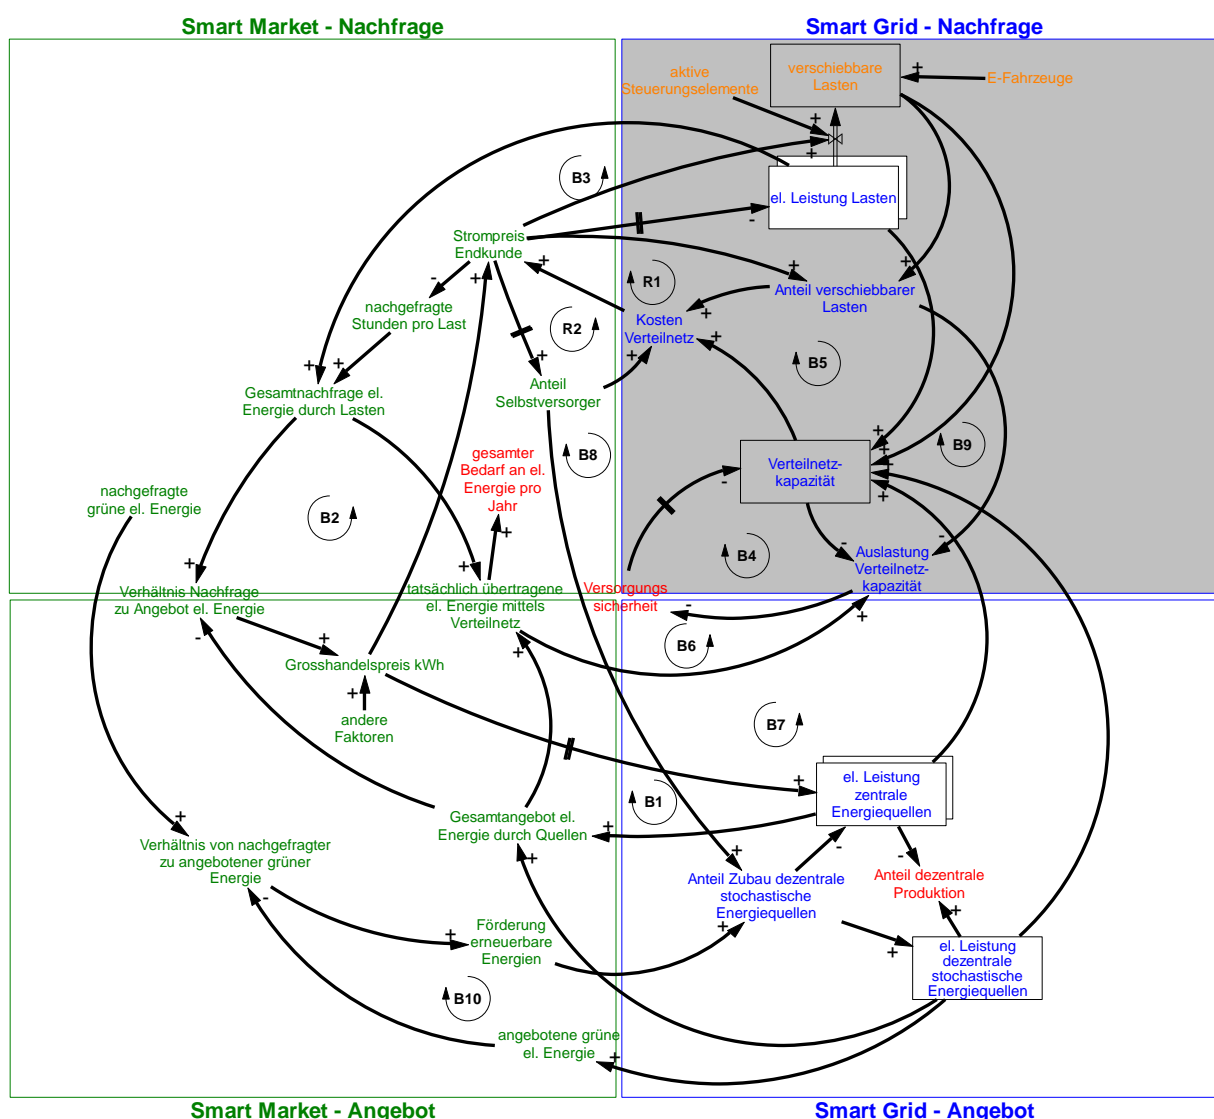 Smart Market - Nachfrage
Smart Grid - Nachfrage
aktive
Steuerungselemente
verschiebbare
Lasten
E-Fahrzeuge
+
+
+
B3
el. Leistung Lasten
-
Strompreis
Endkunde
+
+
+
-
+
R1
Anteil verschiebbarer
Lasten
nachgefragte
Stunden pro Last
R2
Kosten
Verteilnetz
+
+
+
B5
+
+
+
Gesamtnachfrage el.
Energie durch Lasten
Anteil
Selbstversorger
+
+
+
B9
gesamter
Bedarf an el.
Energie pro
Jahr
B8
Verteilnetz-
kapazität
-
+
+
nachgefragte
grüne el. Energie
B2
+
-
-
B4
Auslastung
Verteilnetz-
kapazität
+
+
Verhältnis Nachfrage
zu Angebot el. Energie
tatsächlich übertragene
el. Energie mittels
Verteilnetz
Versorgungs
sicherheit
-
+
-
+
+
B6
Grosshandelspreis kWh
+
andere
Faktoren
B7
+
el. Leistung
zentrale
Energiequellen
B1
+
Gesamtangebot el.
Energie durch Quellen
+
+
+
-
-
Verhältnis von nachgefragter
zu angebotener grüner
Energie
Anteil Zubau dezentrale
stochastische
Energiequellen
Anteil dezentrale
Produktion
-
+
+
+
+
Förderung
erneuerbare
Energien
el. Leistung
dezentrale
stochastische
Energiequellen
B10
angebotene grüne
el. Energie
+
Smart Market - Angebot
Smart Grid - Angebot